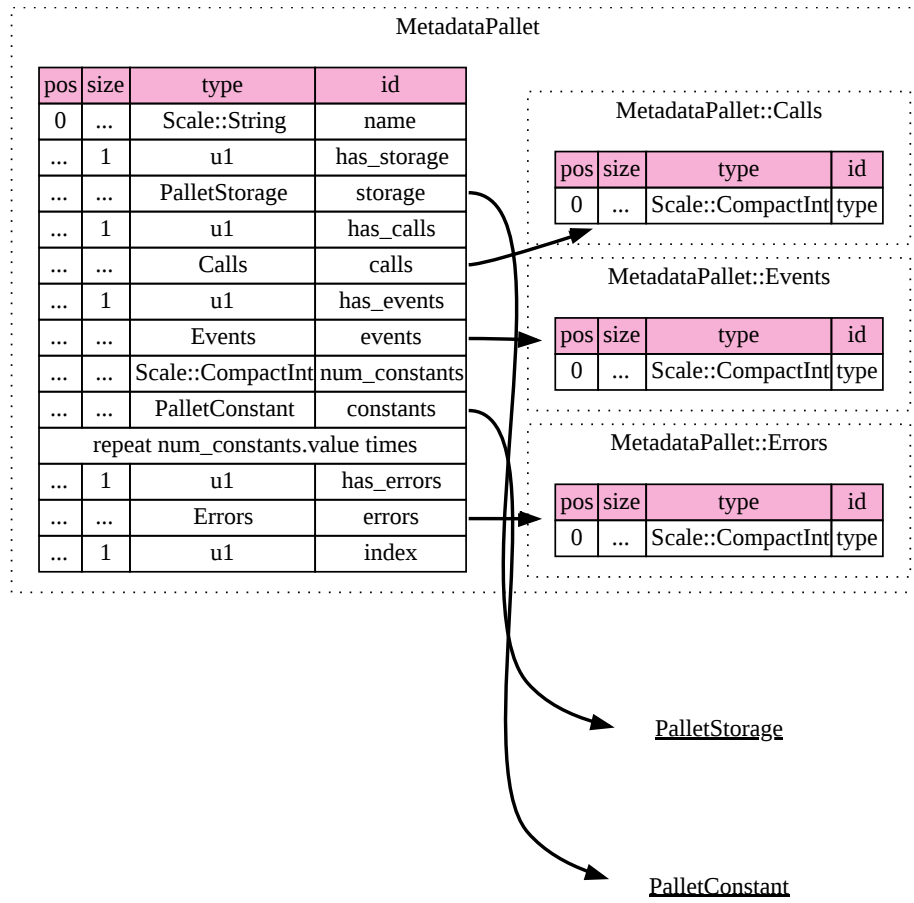 MetadataPallet
pos size type id
0 ... Scale::String name
... 1 u1 has_storage
... ... PalletStorage storage
... 1 u1 has_calls
... ... Calls calls
... 1 u1 has_events
... ... Events events
... ... Scale::CompactInt num_constants
... ... PalletConstant constants
repeat num_constants.value times
... 1 u1 has_errors
... ... Errors errors
... 1 u1 index
MetadataPallet::Calls
pos size type id
0 ... Scale::CompactInt type
MetadataPallet::Events
pos size type id
0 ... Scale::CompactInt type
MetadataPallet::Errors
pos size type id
0 ... Scale::CompactInt type
PalletStorage
PalletConstant